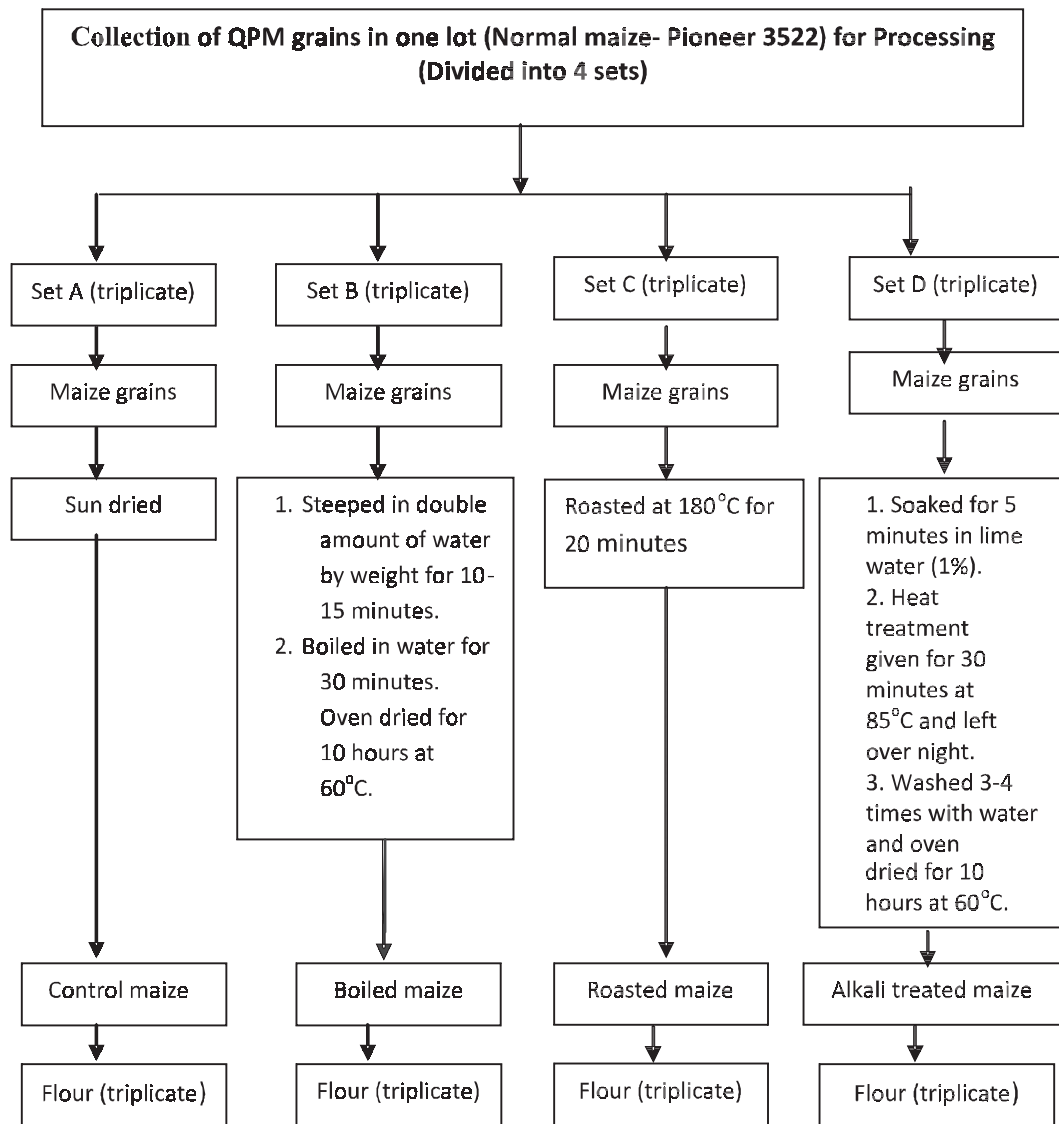 Collection of QPM grains in one lot (Normal maize- Pioneer 3522) for Processing
(Divided into 4 sets)
Set A (triplicate)
Set B (triplicate)
Set C (triplicate)
Set D (triplicate)
Maize grains
Maize grains
Maize grains
Maize grains
Sun dried
1. Steeped in double
amount of water
by weight for 10-
15 minutes.
2. Boiled in water for
30 minutes.
Oven dried for
10 hours at
60°C.
Roasted at 180°C for
20 minutes
1. Soaked for 5
minutes in lime
water (1%).
2. Heat
treatment
given for 30
minutes at
85°C and left
over night.
3. Washed 3-4
times with water
and oven
dried for 10
hours at 60°C.
Control maize
Boiled maize
Roasted maize
Alkali treated maize
Flour (triplicate)
Flour (triplicate)
Flour (triplicate)
Flour (triplicate)